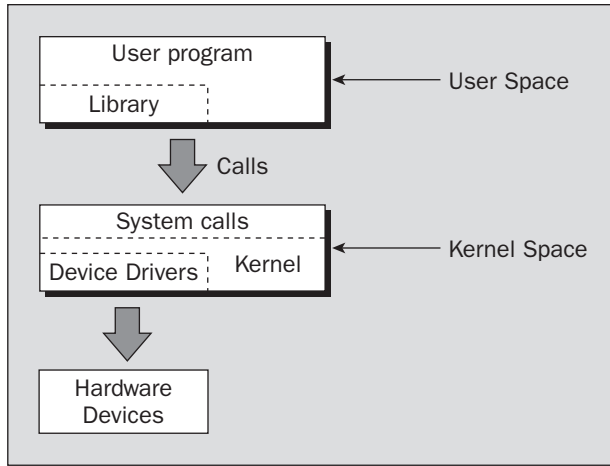 User program
Library
User Space
Calls
System calls
Kernel
Device Drivers
Kernel Space
Hardware
Devices